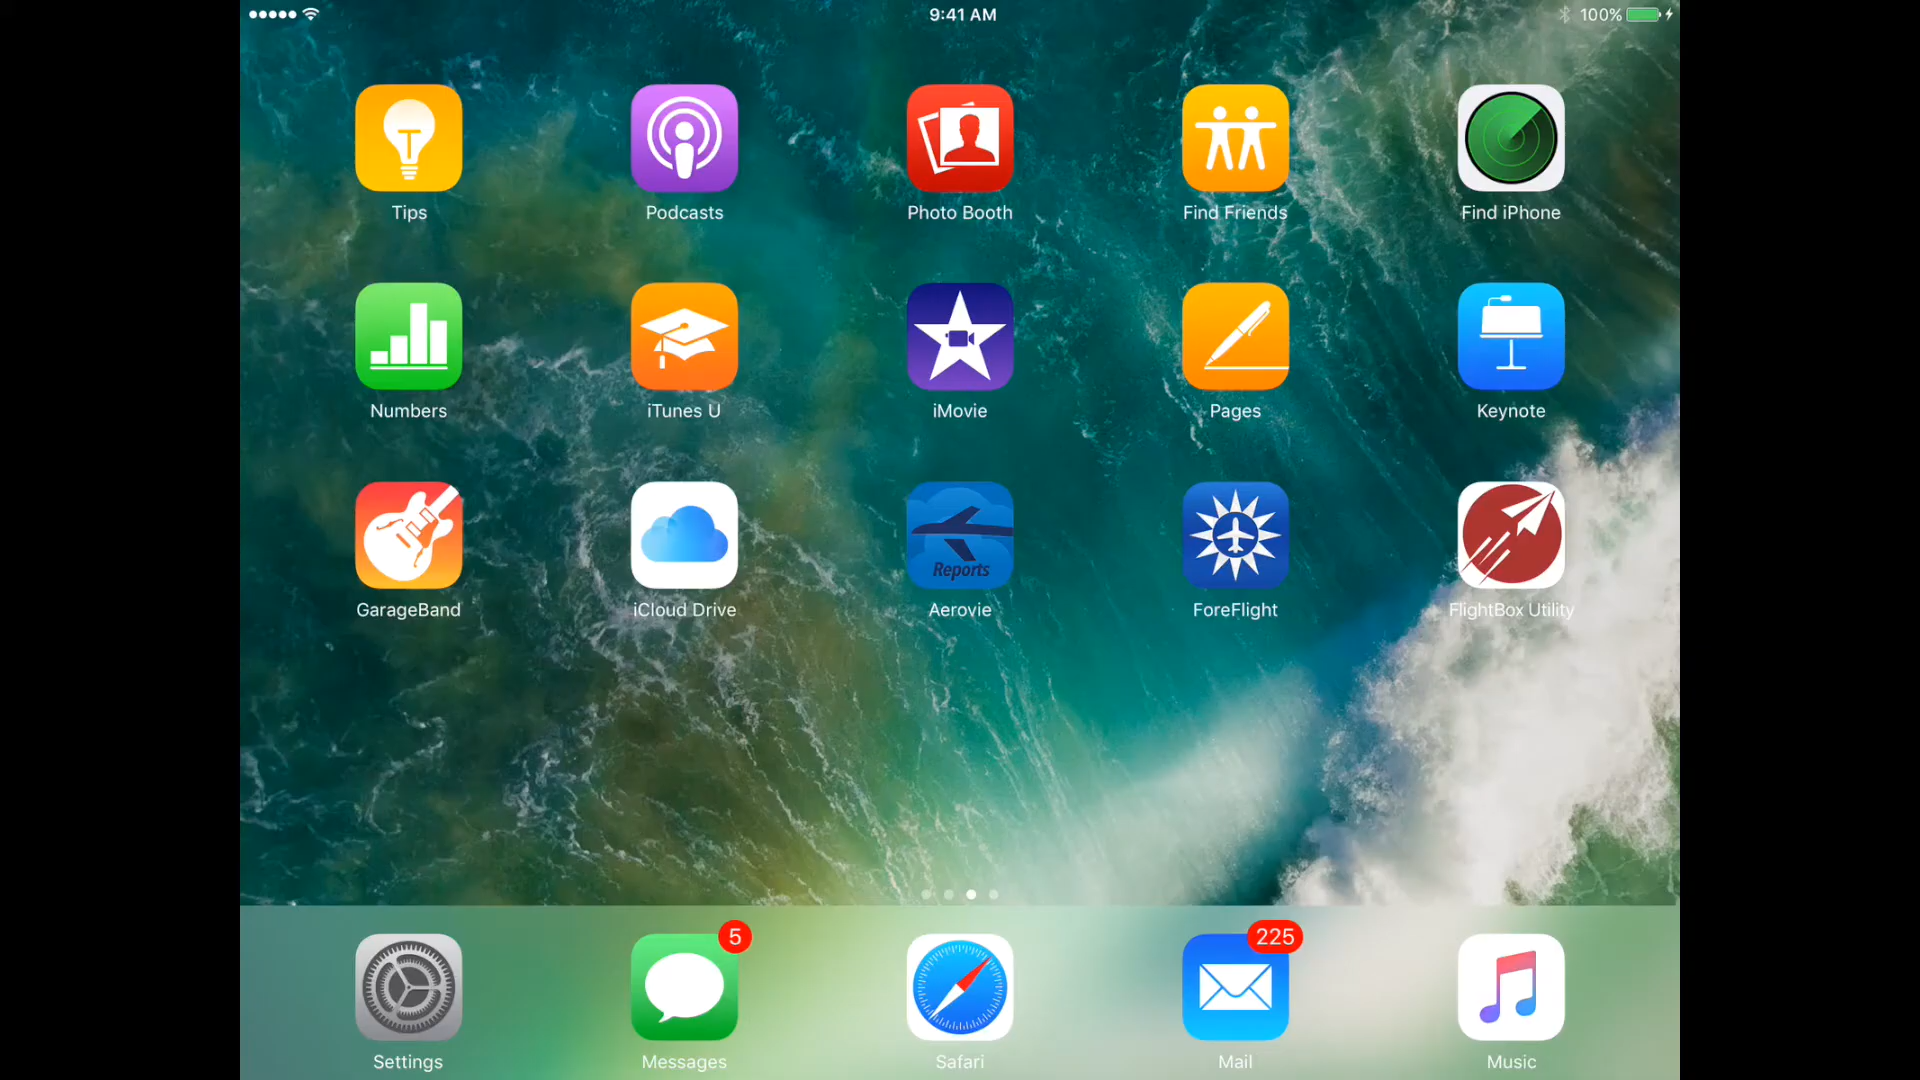 9:41 AM
100%
Tips
Podcasts
Photo Booth
Find Friends
Find iPhone
Numbers
iTunes U
iMovie
Pages
Keynote
Reports
GarageBand
iCloud Drive
Aerovie
ForeFlight
FlightBox Utility
5
225
Settings
Messages
Safari
Mail
Music